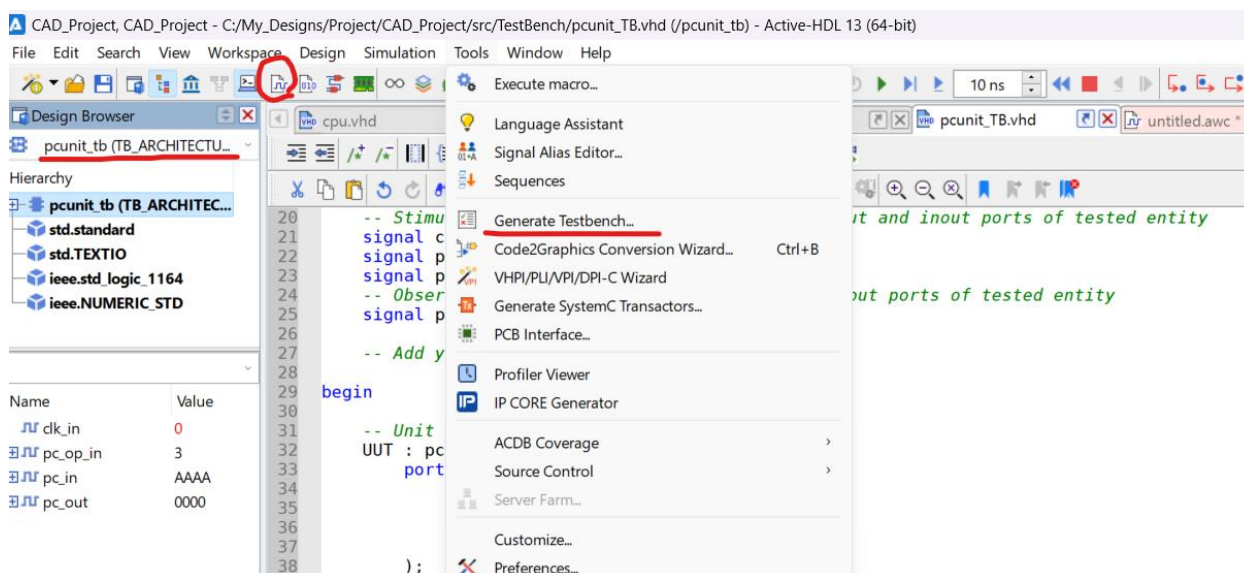 CAD_Project, CAD_Project - C:/My_Designs/Project/CAD_Project/src/TestBench/pcunit_TB.vhd (/pcunit_tb) - Active-HDL 13 (64-bit)
File Edit Search View Workspace Design Simulation Tools Window Help
10 ns
Design Browser
pcunit_tb (TB_ARCHITECTU...
Hierarchy
pcunit_tb (TB_ARCHITEC...
std.standard
std.TEXTIO
ieee.std_logic_1164
ieee.NUMERIC_STD
Name Value
clk_in 0
pc_op_in 3
pc_in AAAA
pc_out 0000
cpu.vhd
pcunit_TB.vhd
untitled.awc *
20 -- Stimu ut and inout ports of tested entity
21 signal c
22 signal p
23 signal p
24 -- Obser out ports of tested entity
25 signal p
26
27 -- Add y
28
29 begin
30
31 -- Unit
32 UUT : pc
33 port
34
35
36
37
38 );
Execute macro...
Language Assistant
Signal Alias Editor...
Sequences
Generate Testbench...
Code2Graphics Conversion Wizard... Ctrl+B
VHPI/PLI/VPI/DPI-C Wizard
Generate SystemC Transactors...
PCB Interface...
Profiler Viewer
IP CORE Generator
ACDB Coverage
Source Control
Server Farm...
Customize...
Preferences...